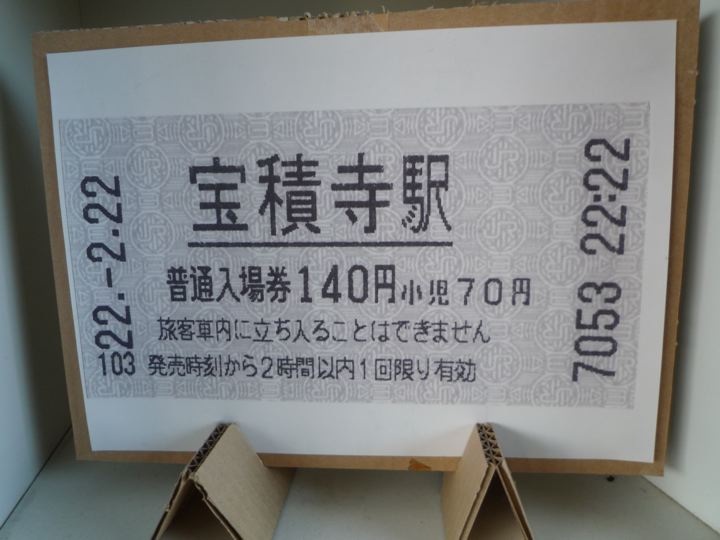 宝積寺駅
普通入場券140円小児70円
旅客車内に立ち入ることはできません
発売時刻から2時間以内1回限り有効
22.-2.22
103
7053 22:22